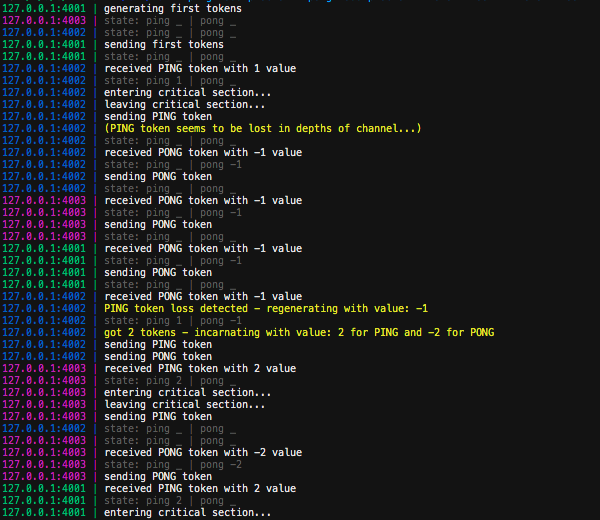 127.0.0.1:4001 | generating first tokens
127.0.0.1:4003 | state: ping _ | pong _
127.0.0.1:4002 | state: ping _ | pong _
127.0.0.1:4001 | sending first tokens
127.0.0.1:4001 | state: ping _ | pong _
127.0.0.1:4002 | received PING token with 1 value
127.0.0.1:4002 | state: ping 1 | pong _
127.0.0.1:4002 | entering critical section...
127.0.0.1:4002 | leaving critical section...
127.0.0.1:4002 | sending PING token
127.0.0.1:4002 | (PING token seems to be lost in depths of channel...)
127.0.0.1:4002 | state: ping _ | pong _
127.0.0.1:4002 | received PONG token with -1 value
127.0.0.1:4002 | state: ping _ | pong -1
127.0.0.1:4002 | sending PONG token
127.0.0.1:4002 | state: ping _ | pong _
127.0.0.1:4003 | received PONG token with -1 value
127.0.0.1:4003 | state: ping _ | pong -1
127.0.0.1:4003 | sending PONG token
127.0.0.1:4003 | state: ping _ | pong _
127.0.0.1:4001 | received PONG token with -1 value
127.0.0.1:4001 | state: ping _ | pong -1
127.0.0.1:4001 | sending PONG token
127.0.0.1:4001 | state: ping _ | pong _
127.0.0.1:4002 | received PONG token with -1 value
127.0.0.1:4002 | PING token loss detected - regenerating with value: -1
127.0.0.1:4002 | state: ping 1 | pong -1
127.0.0.1:4002 | got 2 tokens - incarnating with value: 2 for PING and -2 for PONG
127.0.0.1:4002 | sending PING token
127.0.0.1:4002 | sending PONG token
127.0.0.1:4003 | received PING token with 2 value
127.0.0.1:4003 | state: ping 2 | pong _
127.0.0.1:4003 | entering critical section...
127.0.0.1:4003 | leaving critical section...
127.0.0.1:4003 | sending PING token
127.0.0.1:4002 | state: ping _ | pong _
127.0.0.1:4003 | state: ping _ | pong _
127.0.0.1:4003 | received PONG token with -2 value
127.0.0.1:4003 | state: ping _ | pong -2
127.0.0.1:4003 | sending PONG token
127.0.0.1:4001 | received PING token with 2 value
127.0.0.1:4001 | state: ping 2 | pong _
127.0.0.1:4001 | entering critical section...